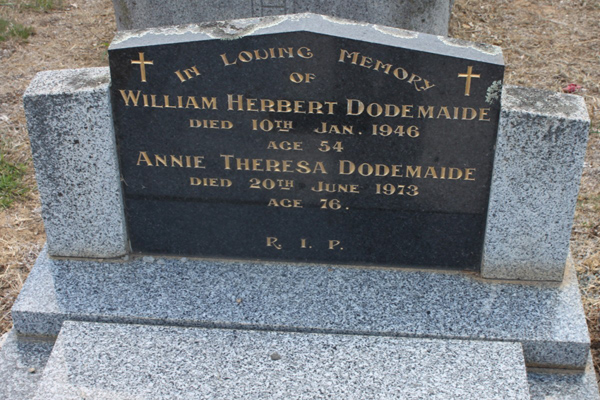 In Loving Memory
of
William Herbert Dodemaide
died 10th Jan. 1946
age 54
Annie Theresa Dodemaide
died 20th June 1973
age 76.
R. I. P.